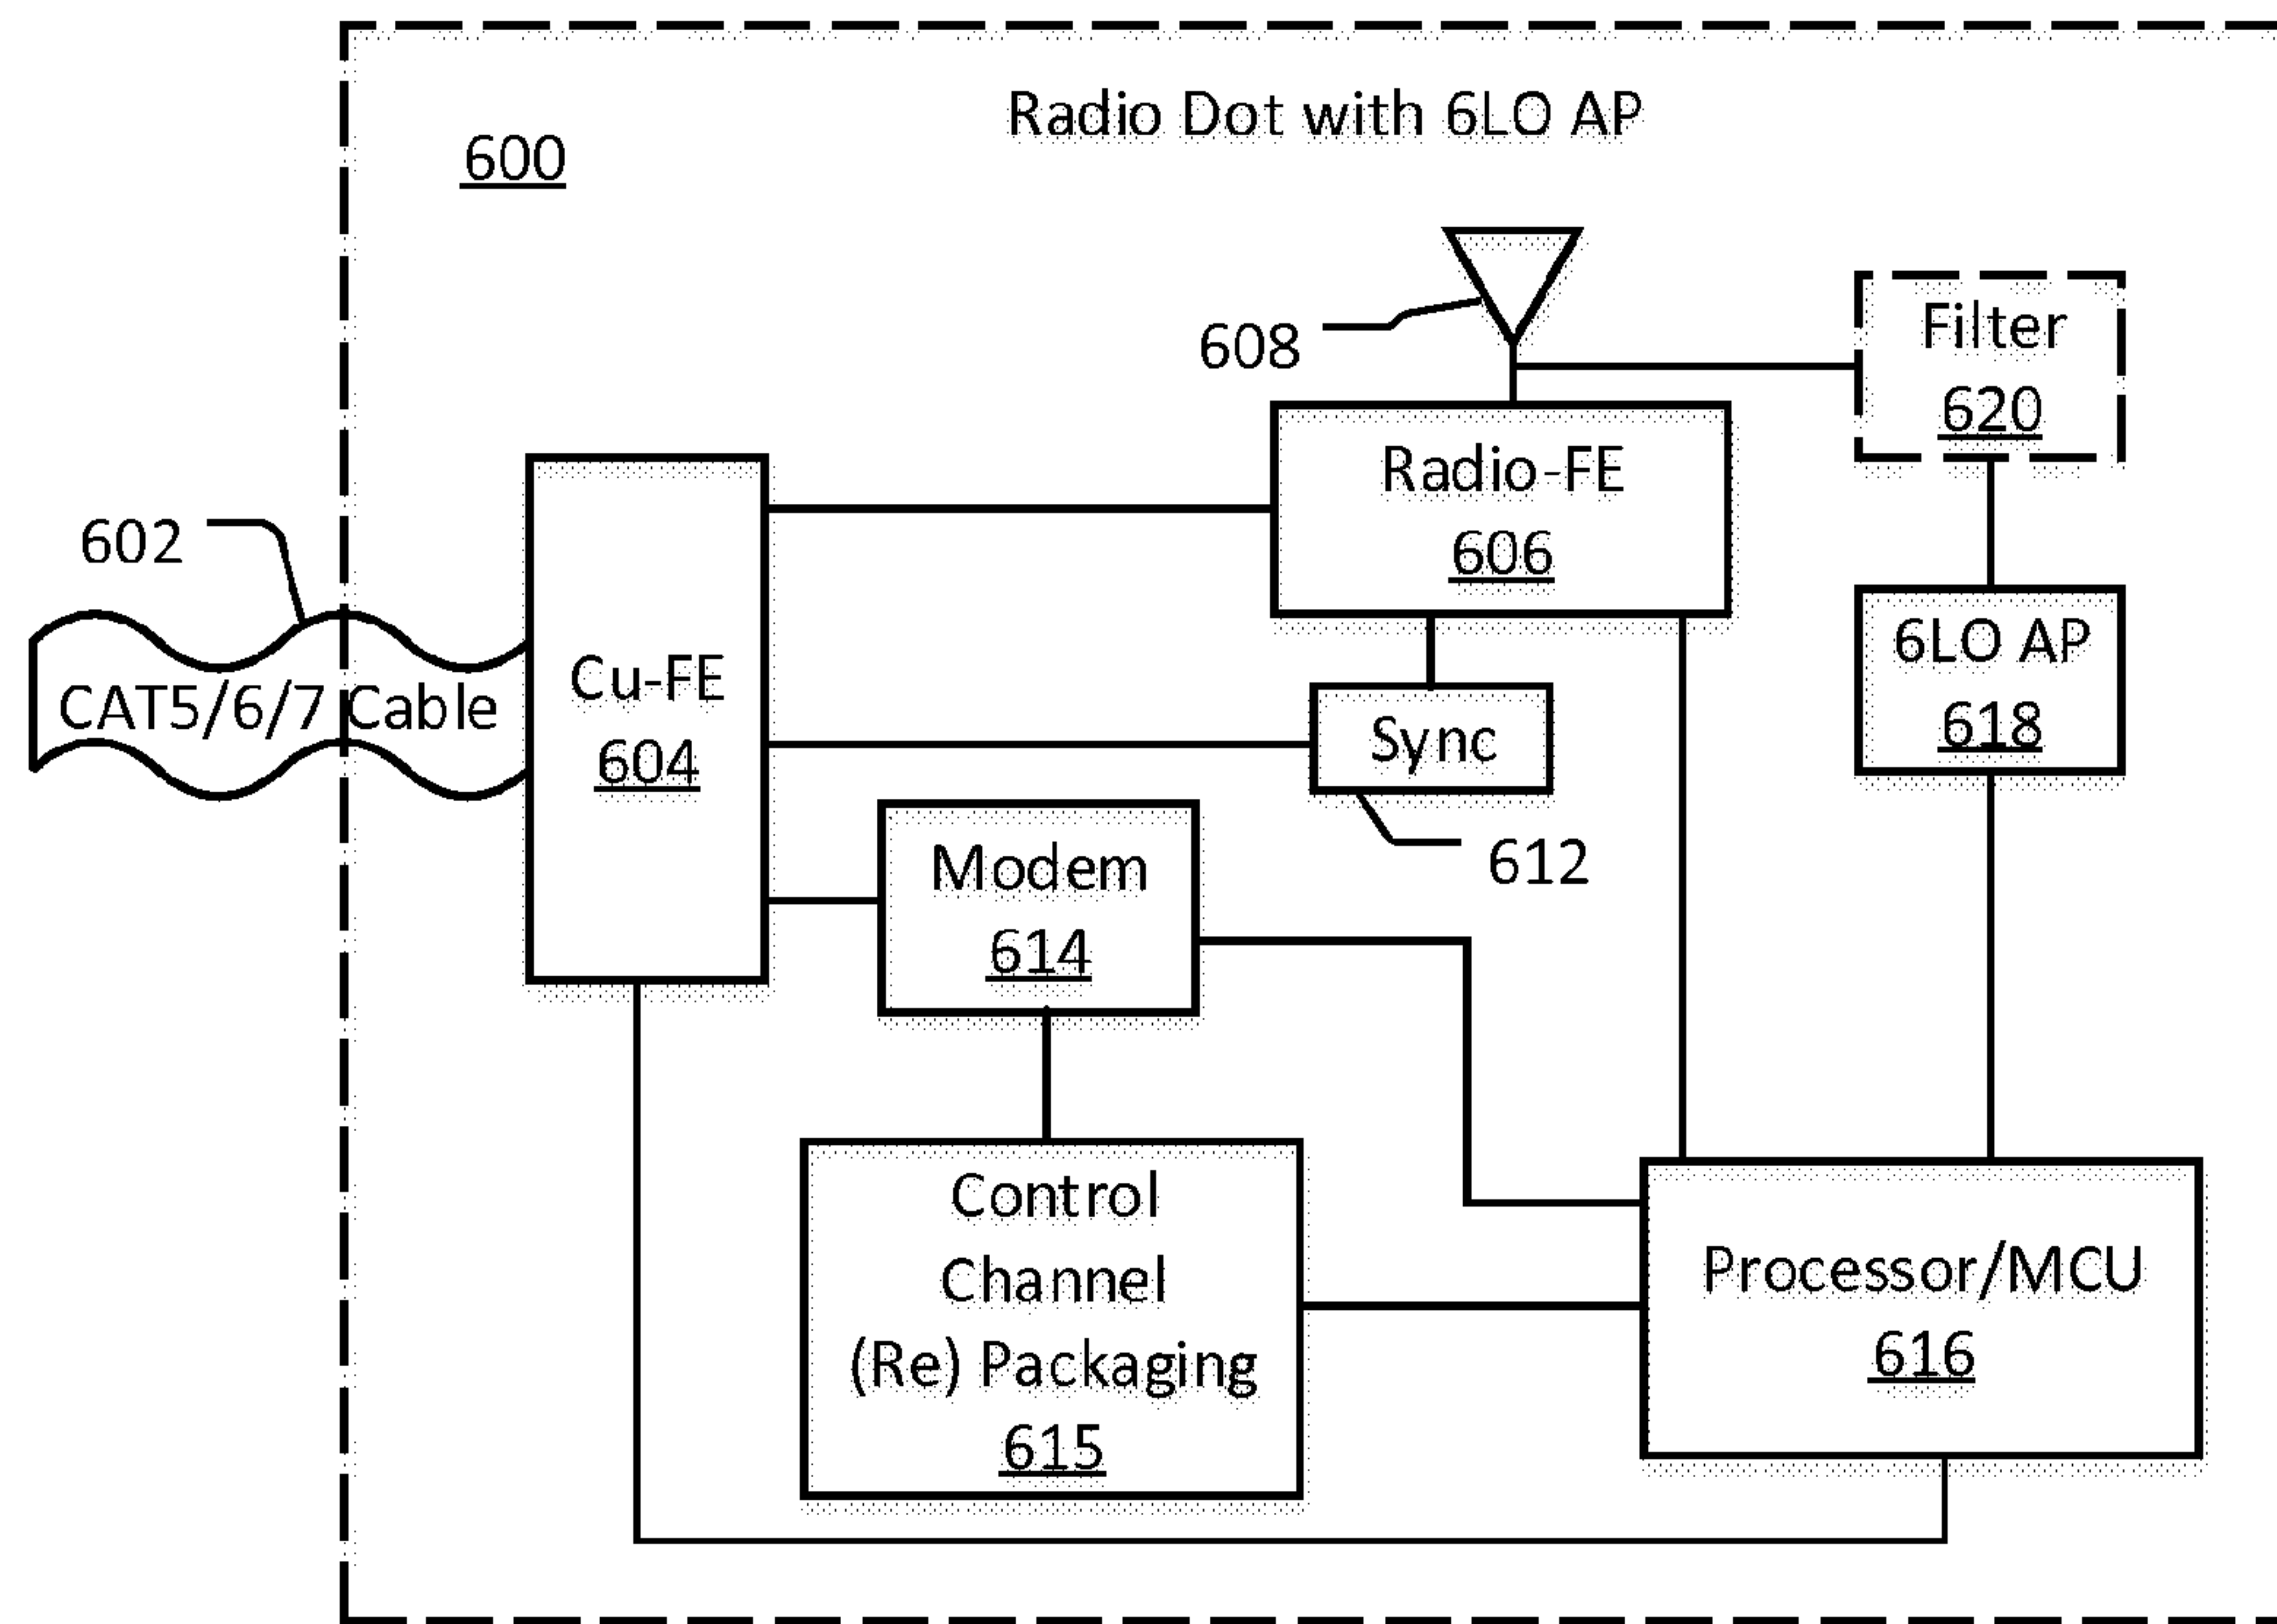 Radio Dot with 6LO AP
600
608
Filter
620
Radio-FE
606
602
CAT5/6/7 Cable
Cu-FE
604
6LO AP
618
Sync
612
Modem
614
Control
Channel
(Re) Packaging
615
Processor/MCU
616